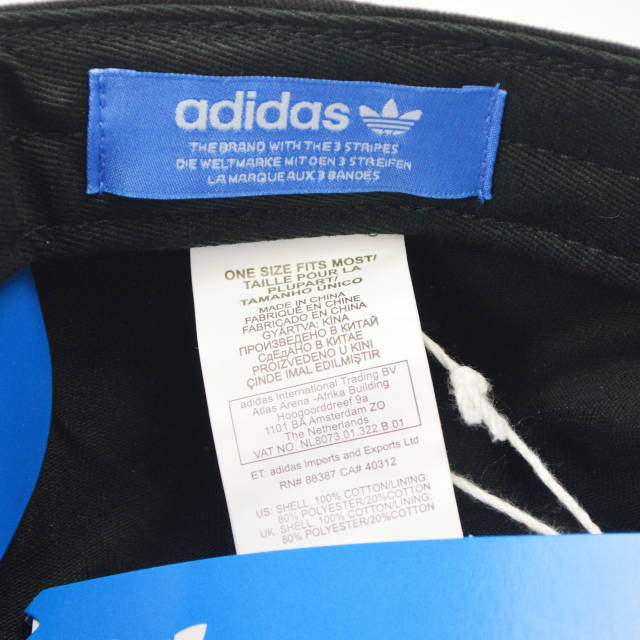 adidas
THE BRAND WITH THE 3 STRIPES
DIE WELTMARKE MIT DEN 3 STREIFEN
LA MARQUE AUX 3 BANDES
ONE SIZE FITS MOST/
TAILLE POUR LA
PLUPART/
TAMAÑO ÚNICO
MADE IN CHINA
FABRIQUÉ EN CHINE
FABRICADO EN CHINA
GYÁRTVA: KÍNA
ПРОИЗВЕДЕНО В КИТАЙ
СДЕЛАНО В КИТАЕ
PROIZVEDENO U KINI
ÇİNDE IMAL EDİLMİŞTİR
adidas International Trading BV
Atlas Arena -Afrika Building
Hoogoorddreef 9a
1101 BA Amsterdam ZO
The Netherlands
VAT NO.: NL8073.01.322.B.01
ET: adidas Imports and Exports Ltd
RN# 88387 CA# 40312
US: SHELL: 100% COTTON/LINING:
80% POLYESTER/20%COTTON
UK: SHELL: 100% COTTON/LINING:
80% POLYESTER/20%COTTON